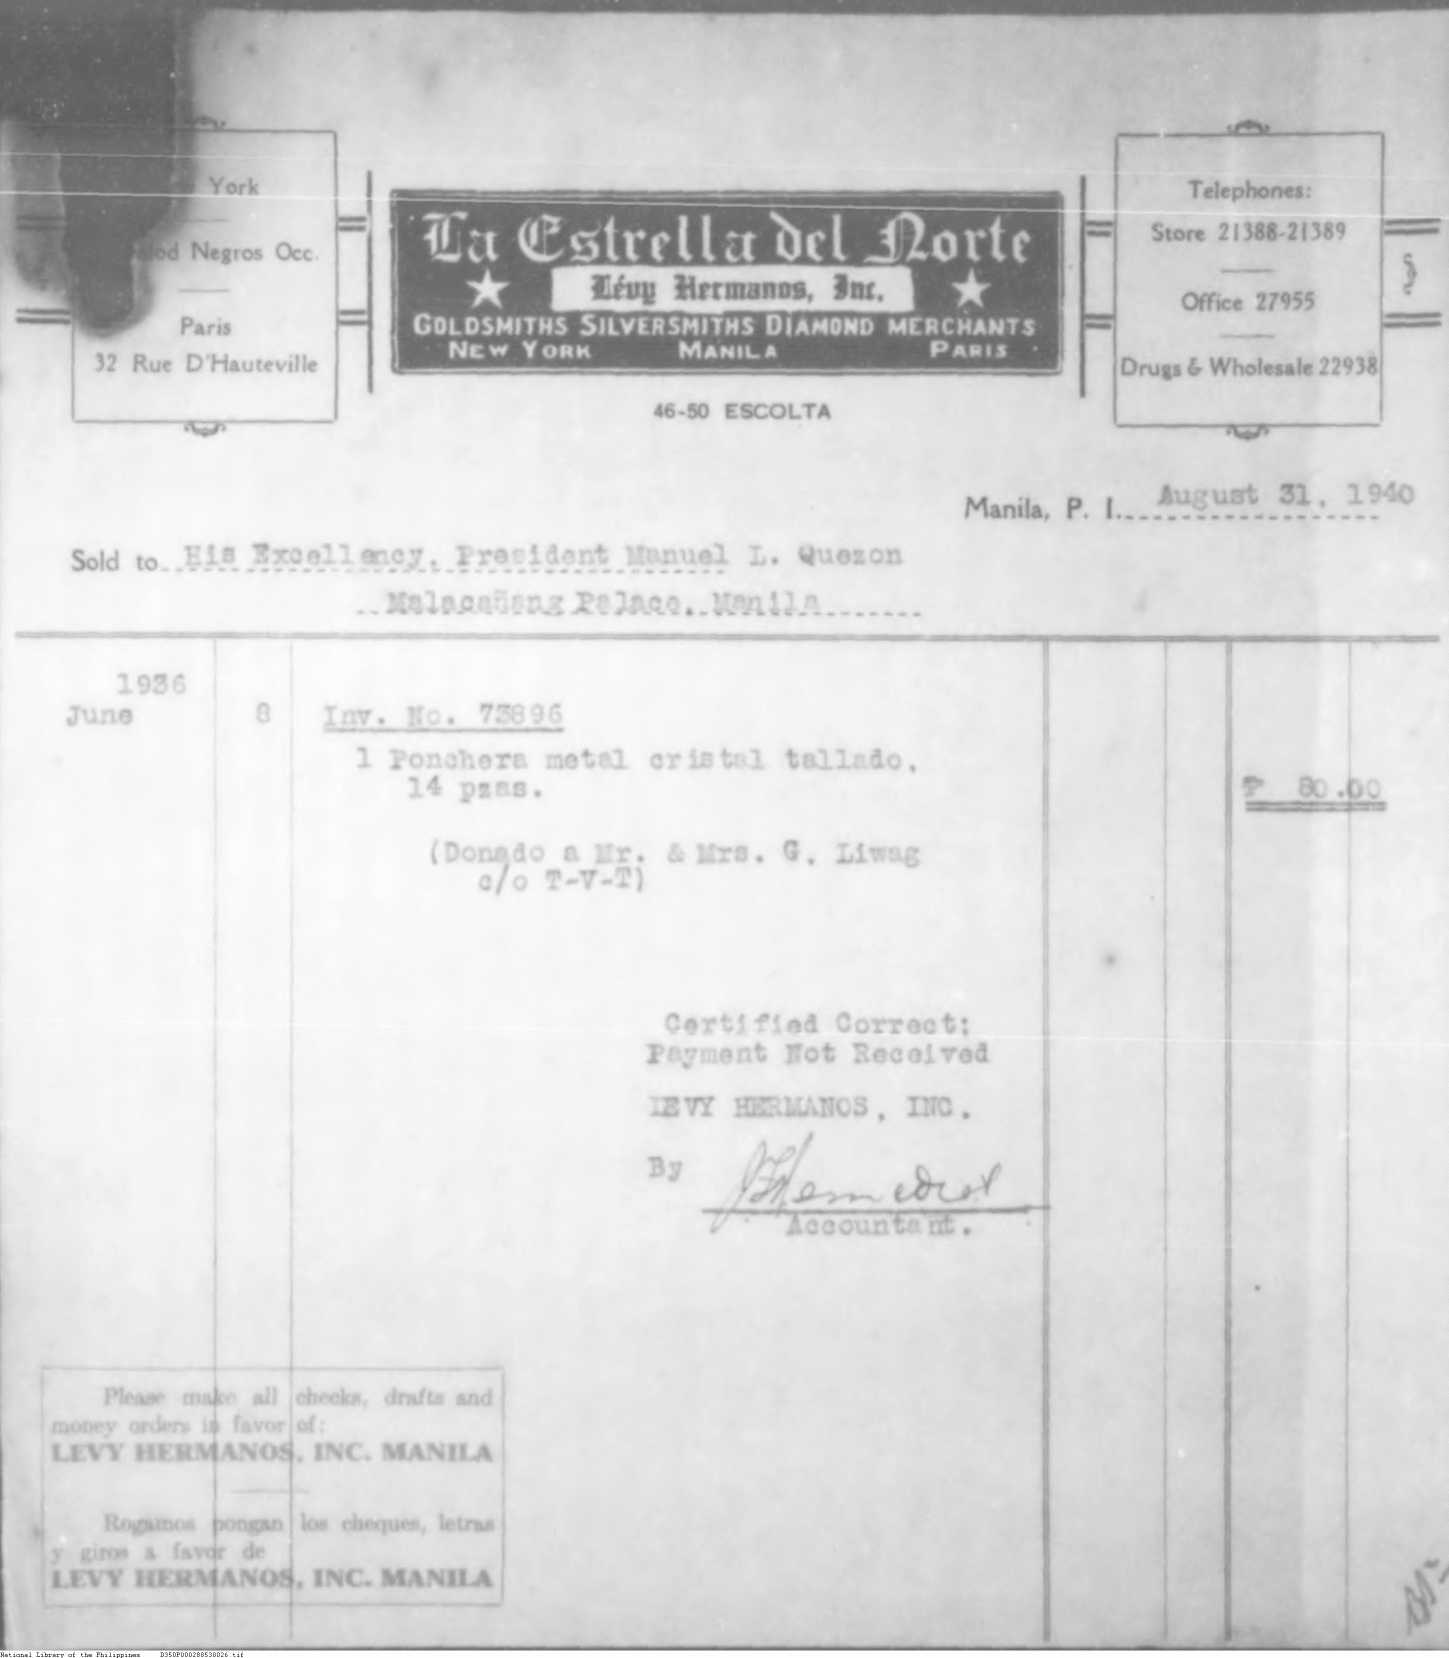 York
Negros Occ.
Paris
32 Rue D'Hauteville
La Estrella del Norte
Lévy Hermanos, Inc.
GOLDSMITHS SILVERSMITHS DIAMOND MERCHANTS
NEW YORK MANILA PARIS
46-50 ESCOLTA
Telephones:
Store 21388-21389
Office 27955
Drugs & Wholesale 22938
Manila, P. I. August 31, 1940
Sold to His Excellency, President Manuel L. Quezon
Malacañang Palace, Manila
1936
June 8 Inv. No. 73896
1 Ponchera metal cristal tallado,
14 pzas. ₱ 80.00
(Donado a Mr. & Mrs. G. Liwag
c/o T-V-T)
Certified Correct:
Payment Not Received
LEVY HERMANOS, INC.
By
Accountant.
Please make all checks, drafts and
money orders in favor of:
LEVY HERMANOS, INC. MANILA
Rogamos pongan los cheques, letras
y giros a favor de
LEVY HERMANOS, INC. MANILA
National Library of the Philippines D350P000288538026.tif